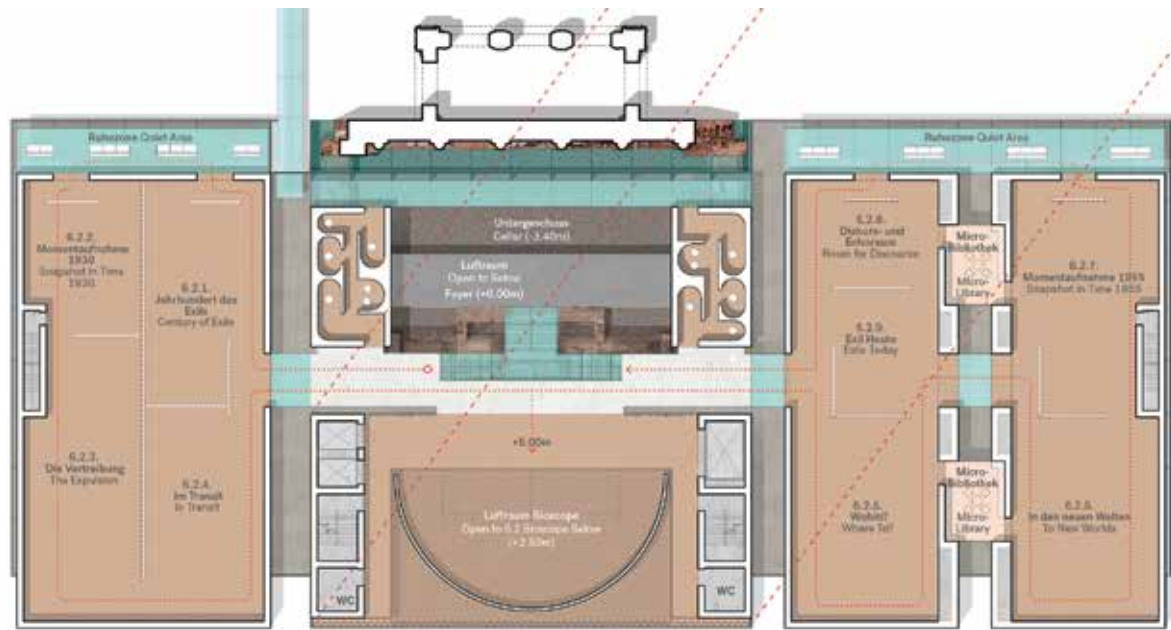 Ruhezone Quiet Area
Ruhezone Quiet Area
6.2.2.
Momentaufnahme
1930
Snapshot in Time
1930
6.2.1.
Jahrhundert des
Exils
Century of Exile
6.2.3.
Die Vertreibung
The Expulsion
6.2.4.
Im Transit
In Transit
Untergeschoss
Cellar (-3.40m)
Luftraum
Open to Below
Foyer (+0.00m)
Luftraum Bioscope
Open to 6.2 Bioscope Below
WC
WC
6.2.8.
Diskurs- und
Echoraum
Room for Discourse
6.2.9.
Exil Heute
Exile Today
6.2.5.
Wohin?
Where To?
Micro-
Bibliothek
Micro-
Library
Micro-
Bibliothek
Micro-
Library
6.2.7.
Momentaufnahme 1955
Snapshot in Time 1955
6.2.6.
In den neuen Welten
To New Worlds